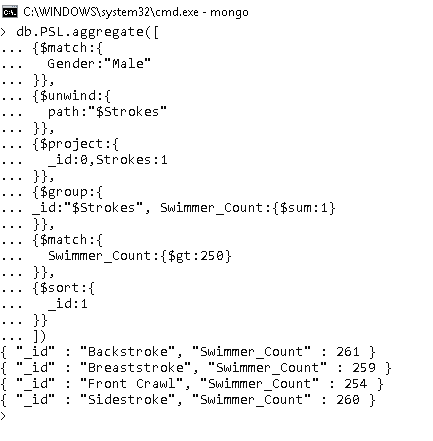 C:\WINDOWS\system32\cmd.exe - mongo
> db.PSL.aggregate([
... {$match:{
...   Gender:"Male"
... }},
... {$unwind:{
...   path:"$Strokes"
... }},
... {$project:{
...   _id:0,Strokes:1
... }},
... {$group:{
... _id:"$Strokes", Swimmer_Count:{$sum:1}
... }},
... {$match:{
...   Swimmer_Count:{$gt:250}
... }},
... {$sort:{
...   _id:1
... }}
... ])
{ "_id" : "Backstroke", "Swimmer_Count" : 261 }
{ "_id" : "Breaststroke", "Swimmer_Count" : 259 }
{ "_id" : "Front Crawl", "Swimmer_Count" : 254 }
{ "_id" : "Sidestroke", "Swimmer_Count" : 260 }
>